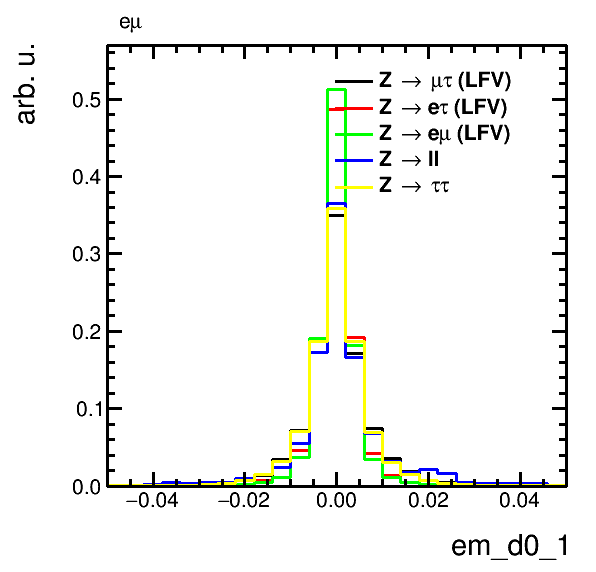 eμ
arb. u.
Z → μτ (LFV)
Z → eτ (LFV)
Z → eμ (LFV)
Z → ll
Z → ττ
0.5
0.4
0.3
0.2
0.1
0.0
−0.04 −0.02 0.00 0.02 0.04
em_d0_1